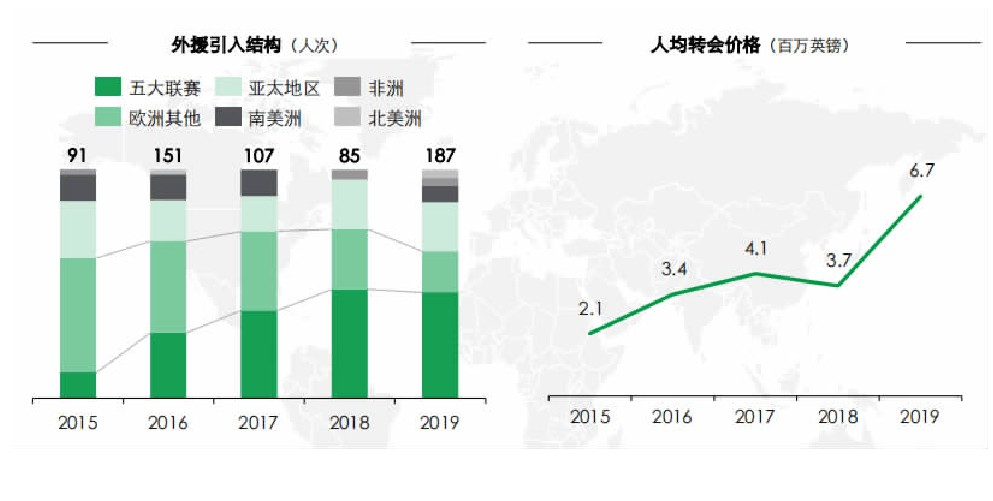 外援引入结构（人次）
五大联赛 亚太地区 非洲
欧洲其他 南美洲 北美洲
91 151 107 85 187
2015 2016 2017 2018 2019
人均转会价格（百万英镑）
2.1 3.4 4.1 3.7 6.7
2015 2016 2017 2018 2019